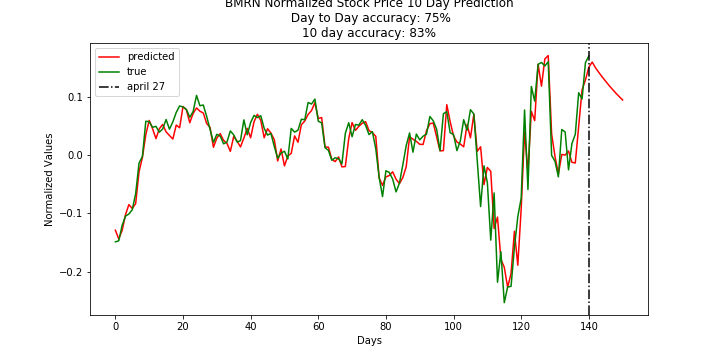 BMRN Normalized Stock Price 10 Day Prediction
Day to Day accuracy: 75%
10 day accuracy: 83%
predicted
true
april 27
Normalized Values
0.1
0.0
−0.1
−0.2
0 20 40 60 80 100 120 140
Days